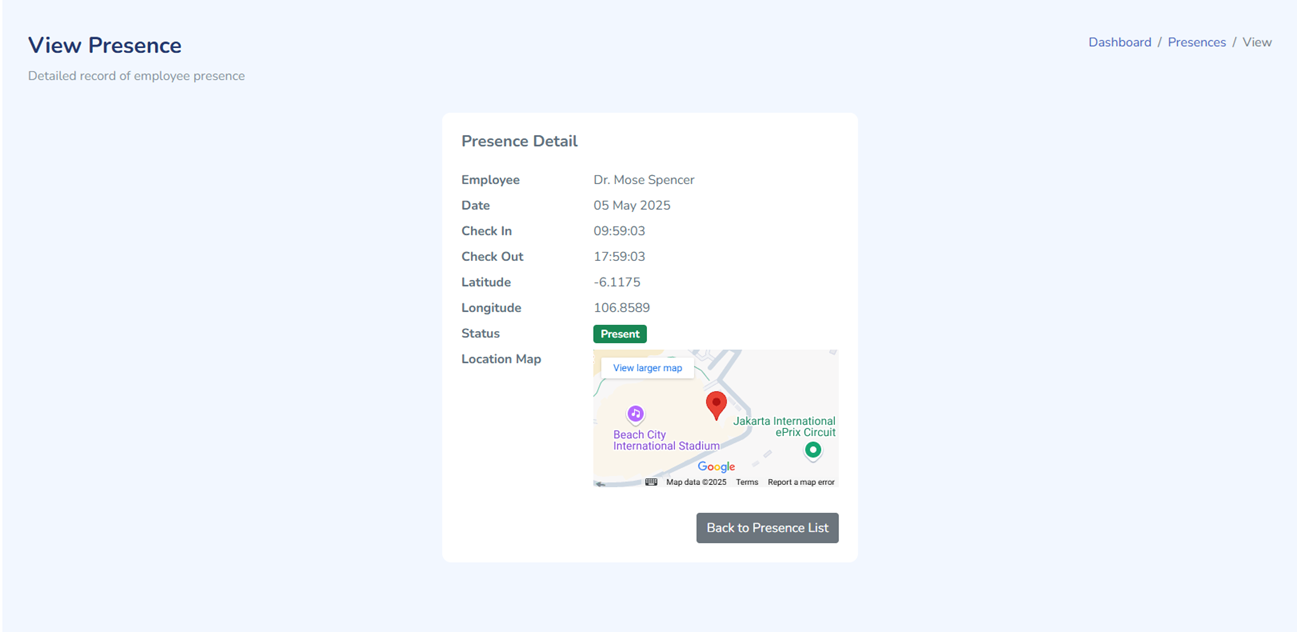 View Presence
Dashboard / Presences / View
Detailed record of employee presence
Presence Detail
Employee Dr. Mose Spencer
Date 05 May 2025
Check In 09:59:03
Check Out 17:59:03
Latitude -6.1175
Longitude 106.8589
Status Present
Location Map
View larger map
Jakarta International
ePrix Circuit
Beach City
International Stadium
Google
Map data ©2025 Terms Report a map error
Back to Presence List